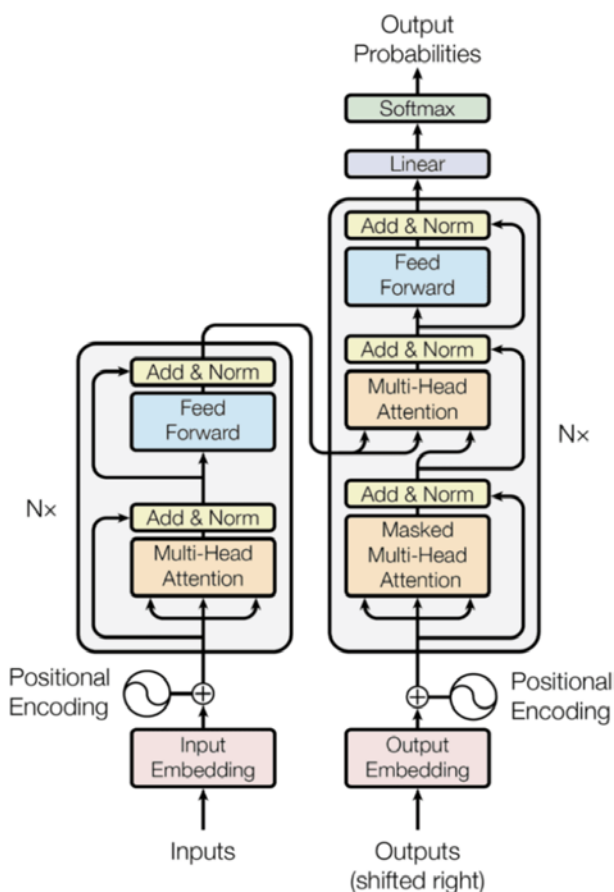 Output
Probabilities
Softmax
Linear
Add & Norm
Feed
Forward
Add & Norm
Multi-Head
Attention
Add & Norm
Masked
Multi-Head
Attention
N×
Add & Norm
Feed
Forward
Add & Norm
Multi-Head
Attention
N×
Positional
Encoding
Positional
Encoding
Input
Embedding
Output
Embedding
Inputs
Outputs
(shifted right)